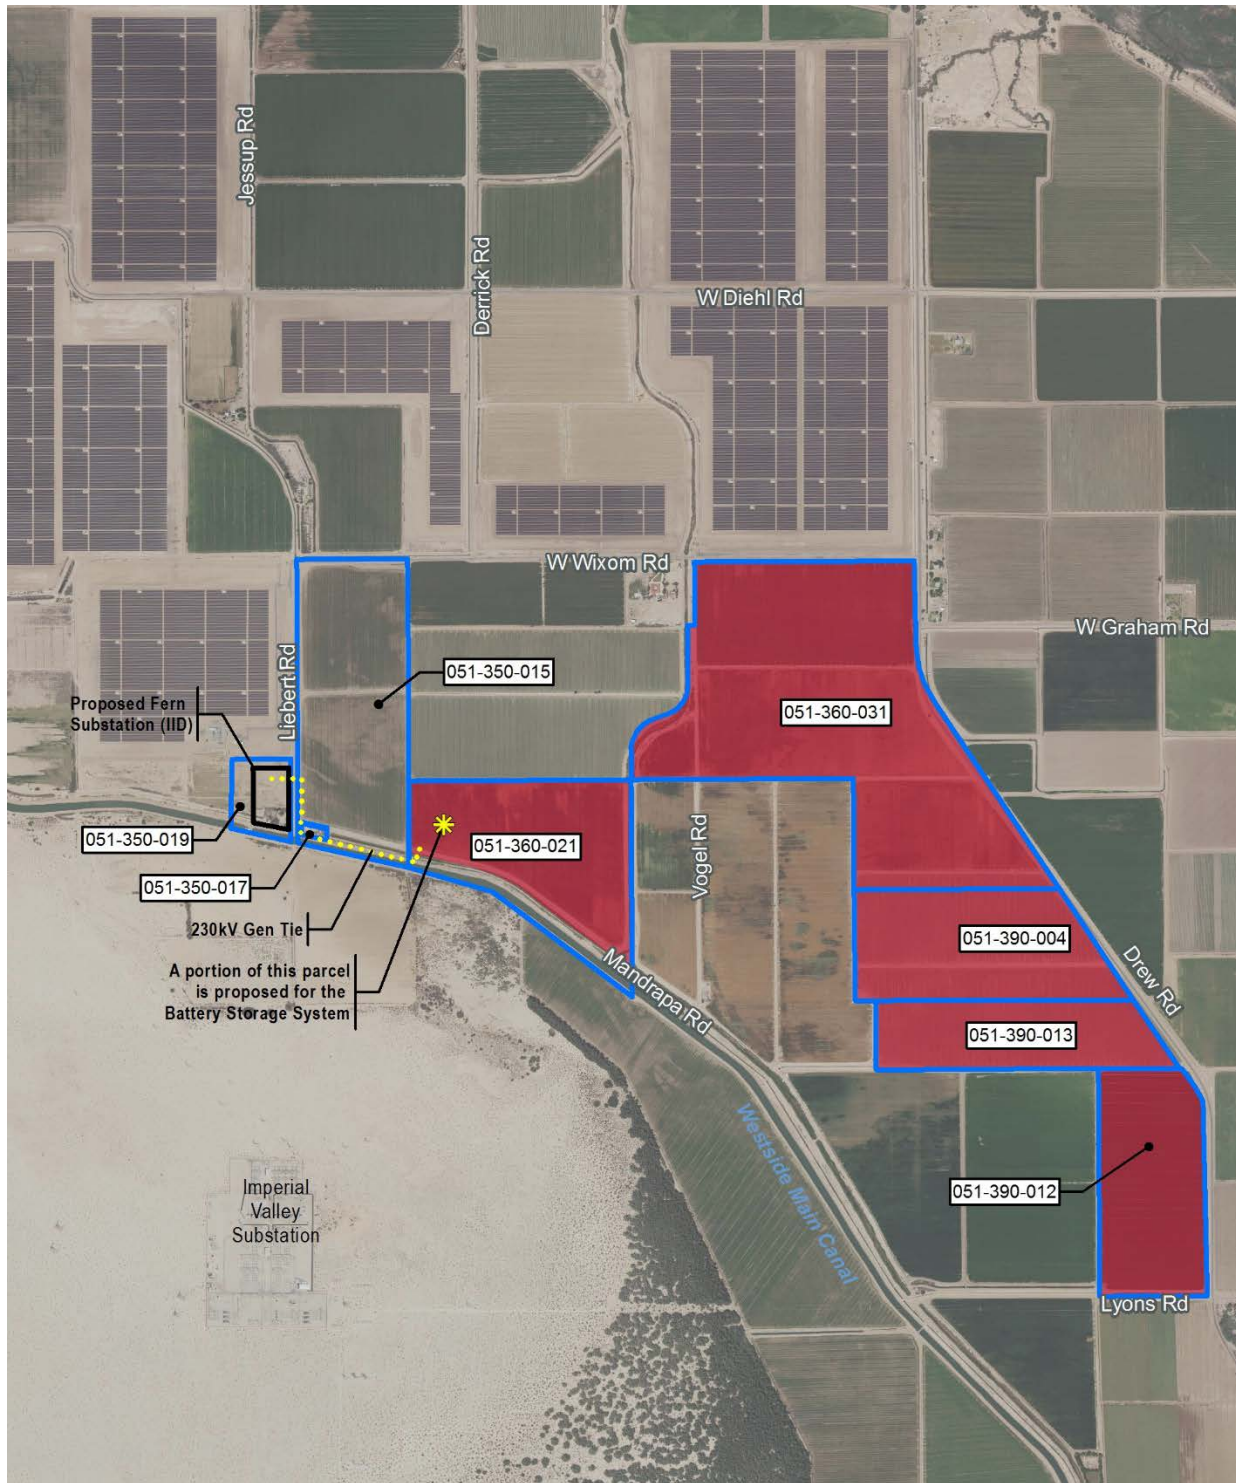 Jessup Rd
Derrick Rd
W Diehl Rd
W Wixom Rd
W Graham Rd
Liebert Rd
051-350-015
Proposed Fern
Substation (IID)
051-360-031
051-350-019
051-360-021
Vogel Rd
051-350-017
230kV Gen Tie
051-390-004
A portion of this parcel
is proposed for the
Battery Storage System
Mandrapa Rd
Drew Rd
051-390-013
Westside Main Canal
Imperial
Valley
Substation
051-390-012
Lyons Rd